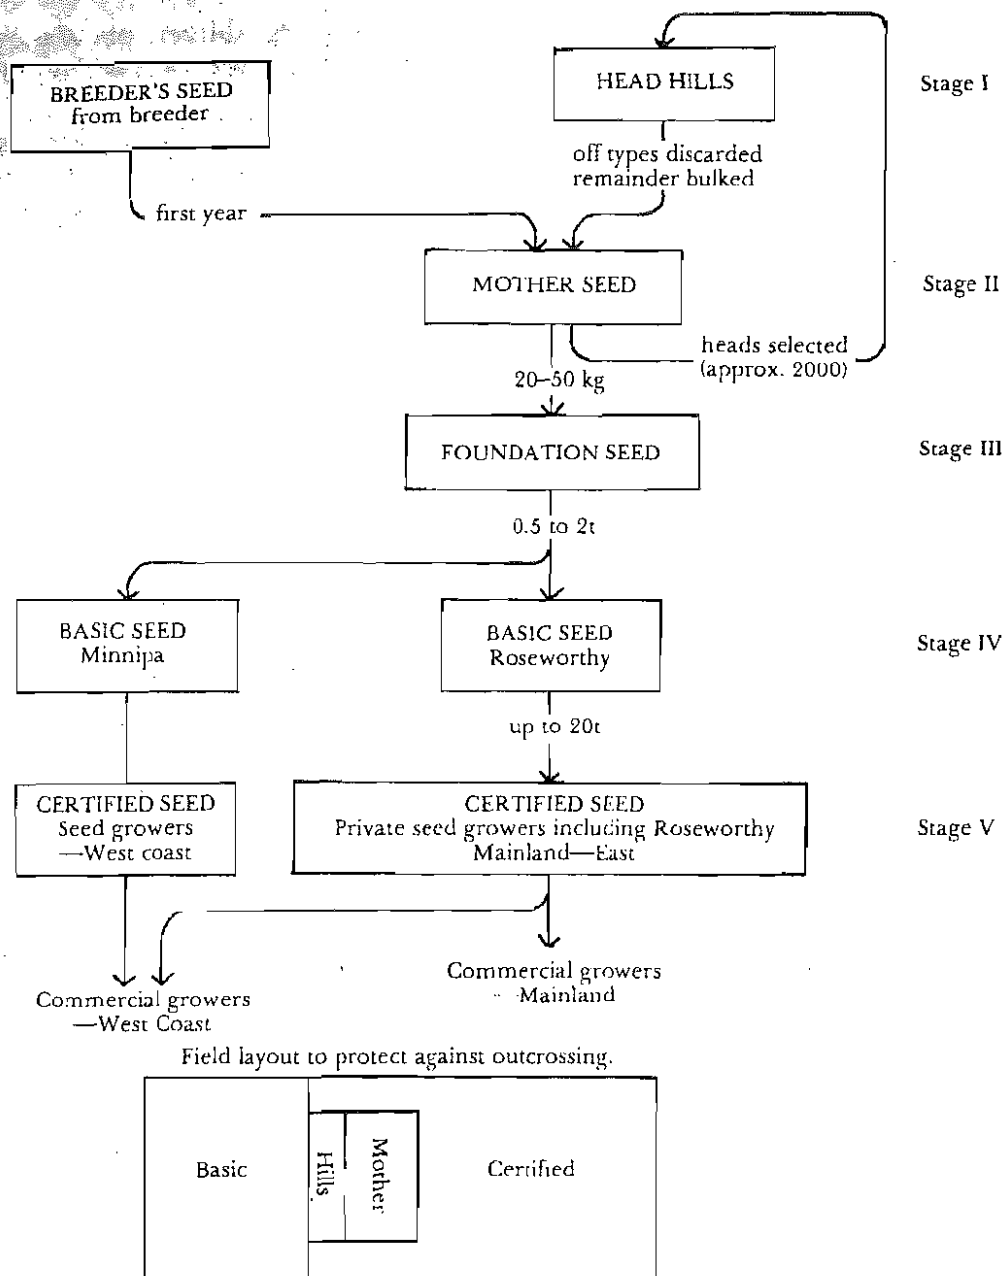 BREEDER'S SEED
from breeder
HEAD HILLS
Stage I
off types discarded
remainder bulked
first year
MOTHER SEED
Stage II
heads selected
(approx. 2000)
20–50 kg
FOUNDATION SEED
Stage III
0.5 to 2t
BASIC SEED
Minnipa
BASIC SEED
Roseworthy
Stage IV
up to 20t
CERTIFIED SEED
Seed growers
—West coast
CERTIFIED SEED
Private seed growers including Roseworthy
Mainland—East
Stage V
Commercial growers
—West Coast
Commercial growers
Mainland
Field layout to protect against outcrossing.
Basic
Hills
Mother
Certified